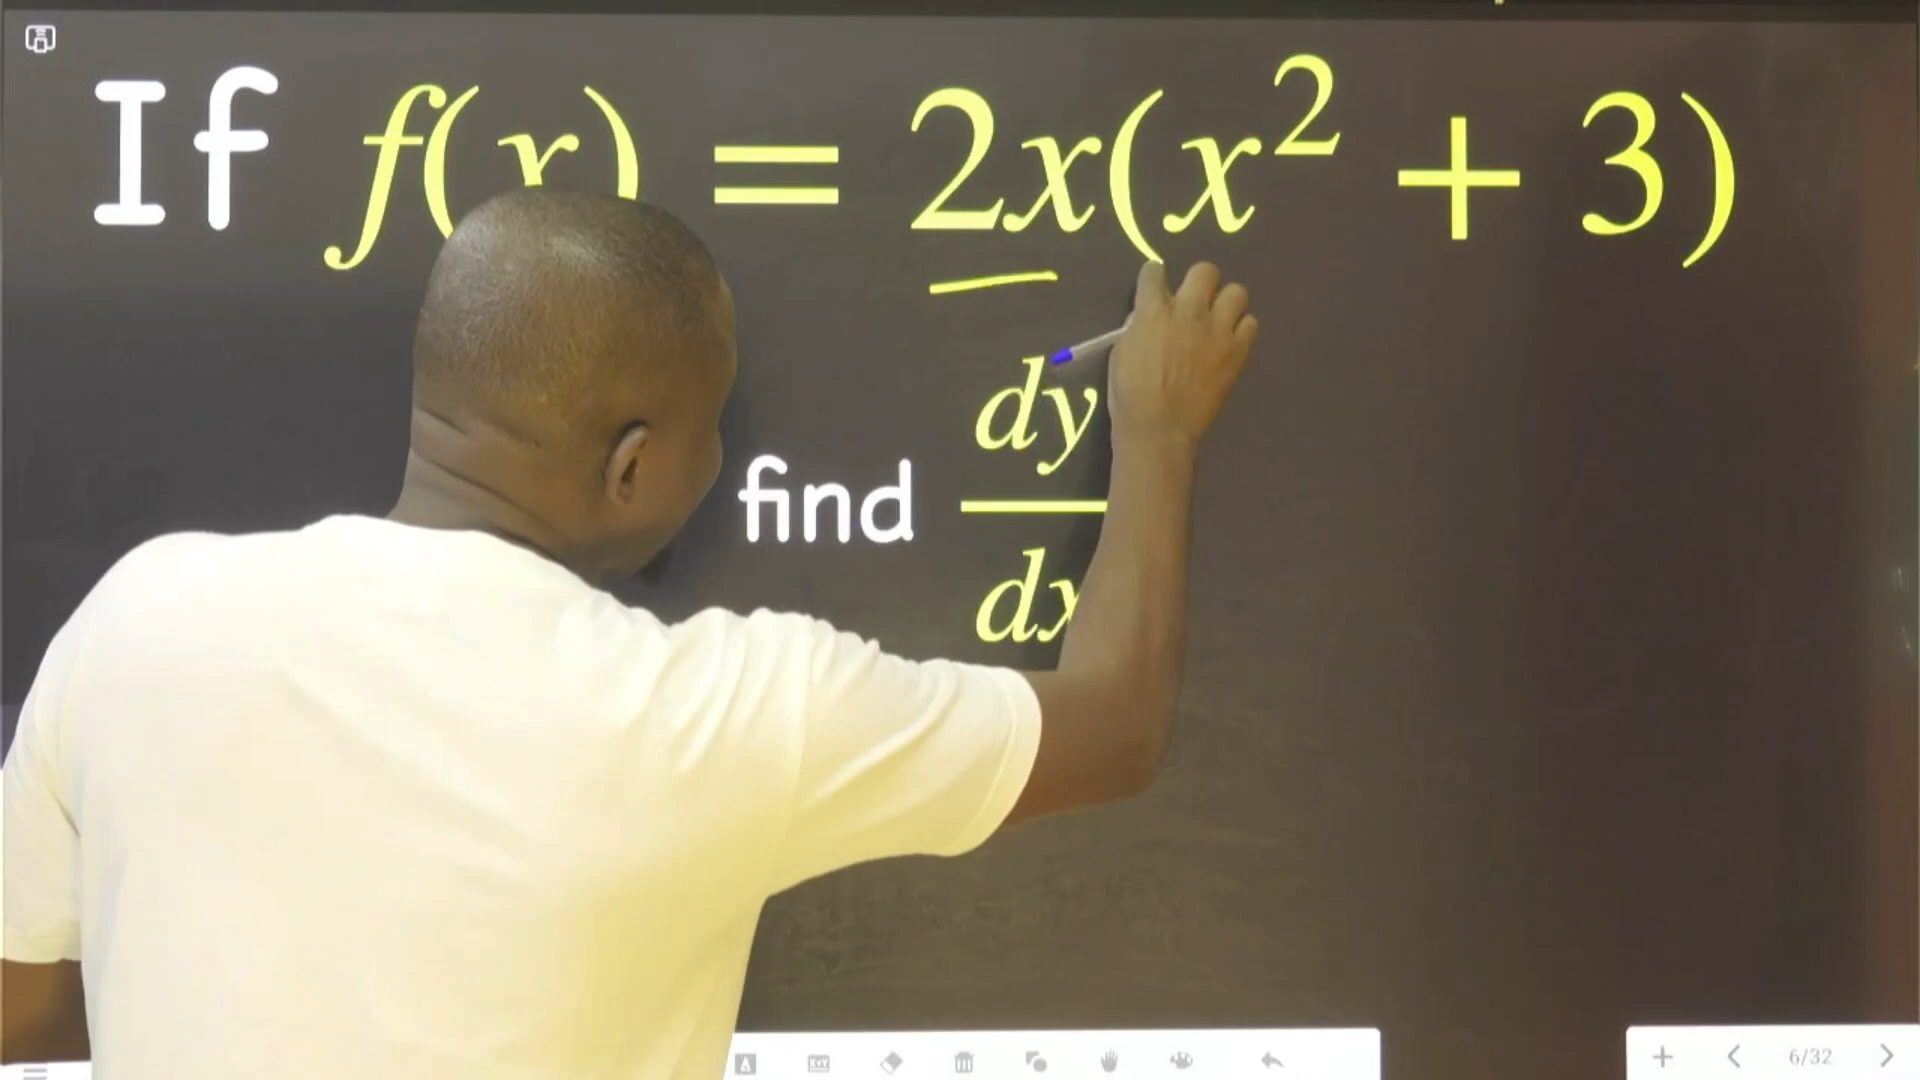 If f(x) = 2x(x² + 3)
find dy/dx
6/32